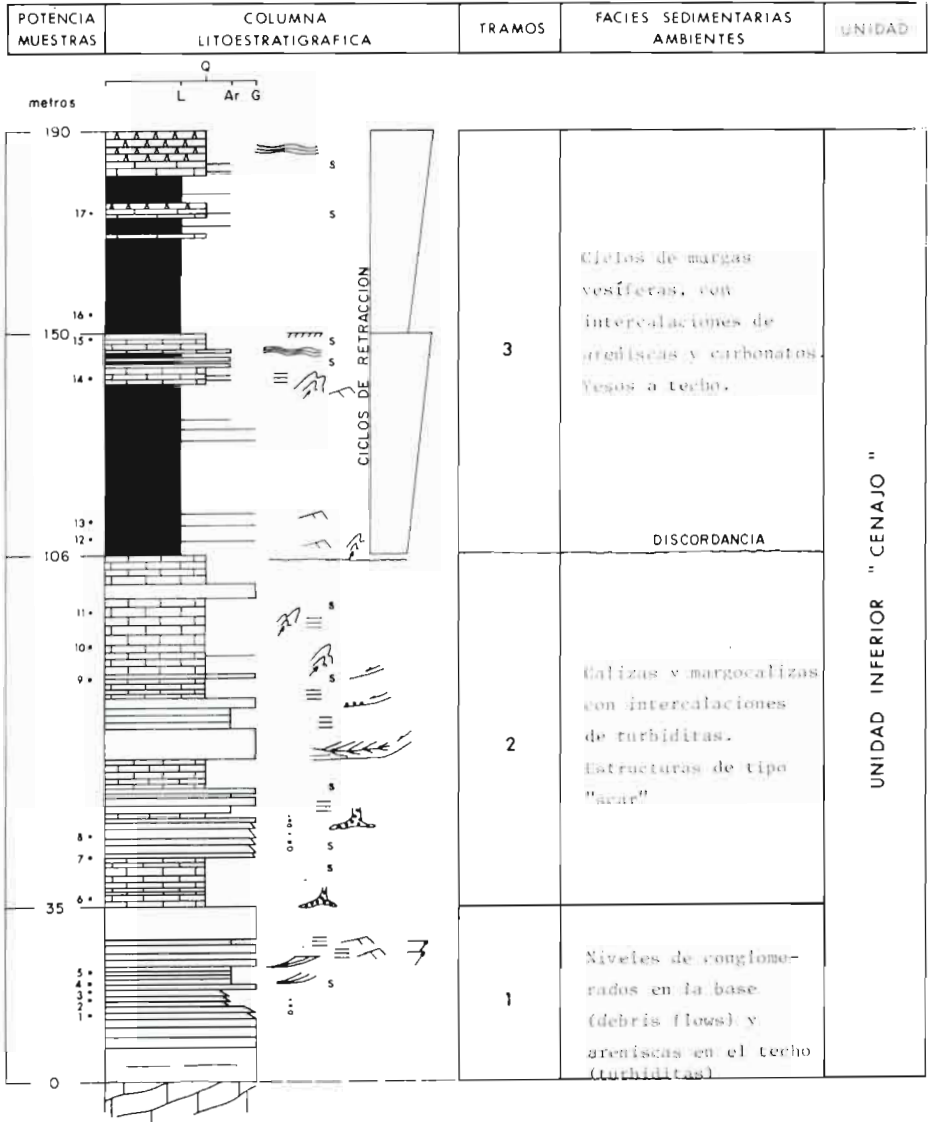 POTENCIA
MUESTRAS
COLUMNA
LITOESTRATIGRAFICA
TRAMOS
FACIES SEDIMENTARIAS
AMBIENTES
UNIDAD
Q
L Ar G
metros
190
S
17
S
16
150
15
S
S
14
CICLOS DE RETRACCION
13
12
3
Ciclos de margas
yesíferas, con
intercalaciones de
areniscas y carbonatos.
Yesos a techo.
DISCORDANCIA
106
11
S
10
9
S
S
8
S
7
S
6
2
Calizas y margocalizas
con intercalaciones
de turbiditas.
Estructuras de tipo
"scar"
35
5
4
S
3
2
1
0
1
Niveles de conglome-
rados en la base
(debris flows) y
areniscas en el techo
(turbiditas)
UNIDAD INFERIOR "CENAJO"